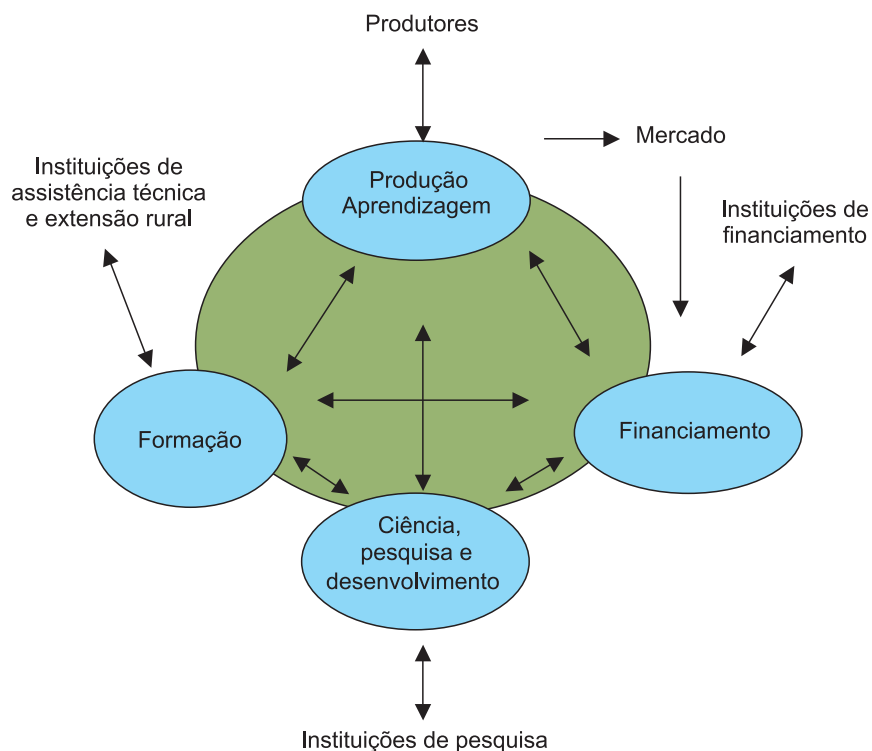 Produtores
Mercado
Produção
Aprendizagem
Instituições de
assistência técnica
e extensão rural
Instituições de
financiamento
Formação
Financiamento
Ciência,
pesquisa e
desenvolvimento
Instituições de pesquisa